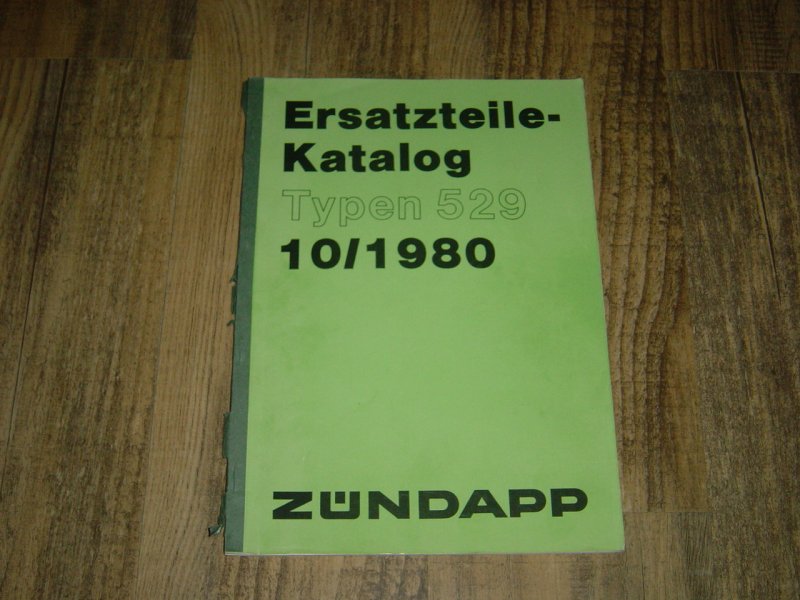 Ersatzteile-
Katalog
Typen 529
10/1980
ZÜNDAPP